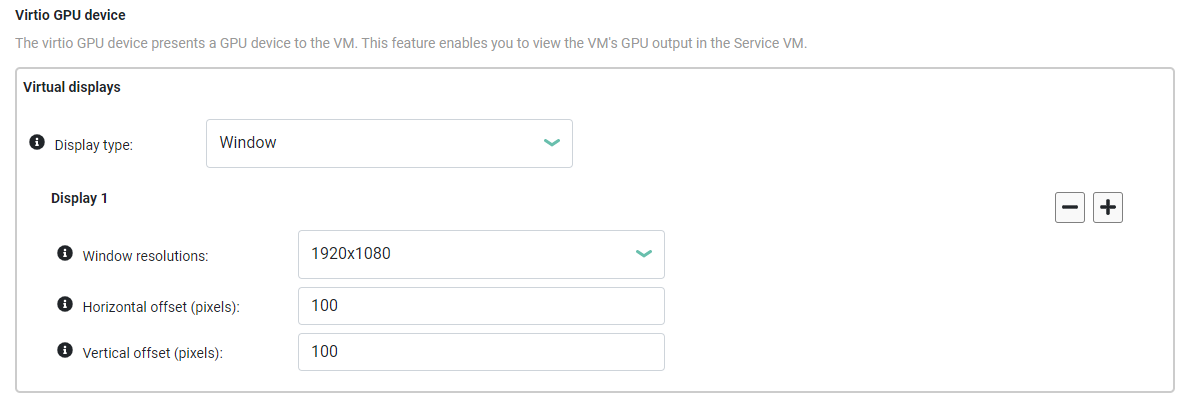 Virtio GPU device
The virtio GPU device presents a GPU device to the VM. This feature enables you to view the VM's GPU output in the Service VM.
Virtual displays
Display type: Window
Display 1
Window resolutions: 1920x1080
Horizontal offset (pixels): 100
Vertical offset (pixels): 100